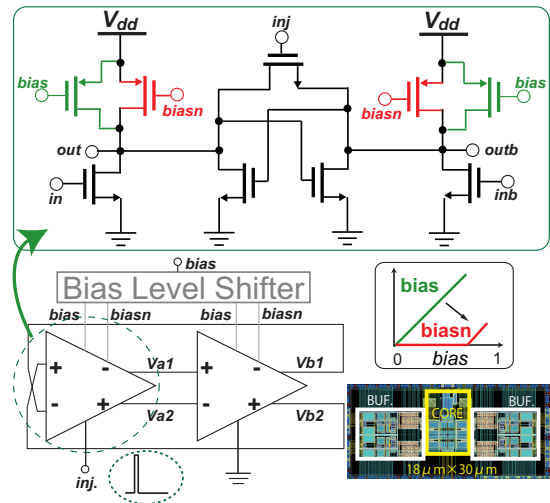 inj
Vdd
Vdd
bias
biasn
biasn
bias
out
outb
in
inb
bias
Bias Level Shifter
bias
biasn
bias
biasn
+
-
Va1
+
-
Vb1
-
+
Va2
-
+
Vb2
inj.
bias
biasn
0
bias
1
BUF.
CORE
BUF.
18μm×30μm